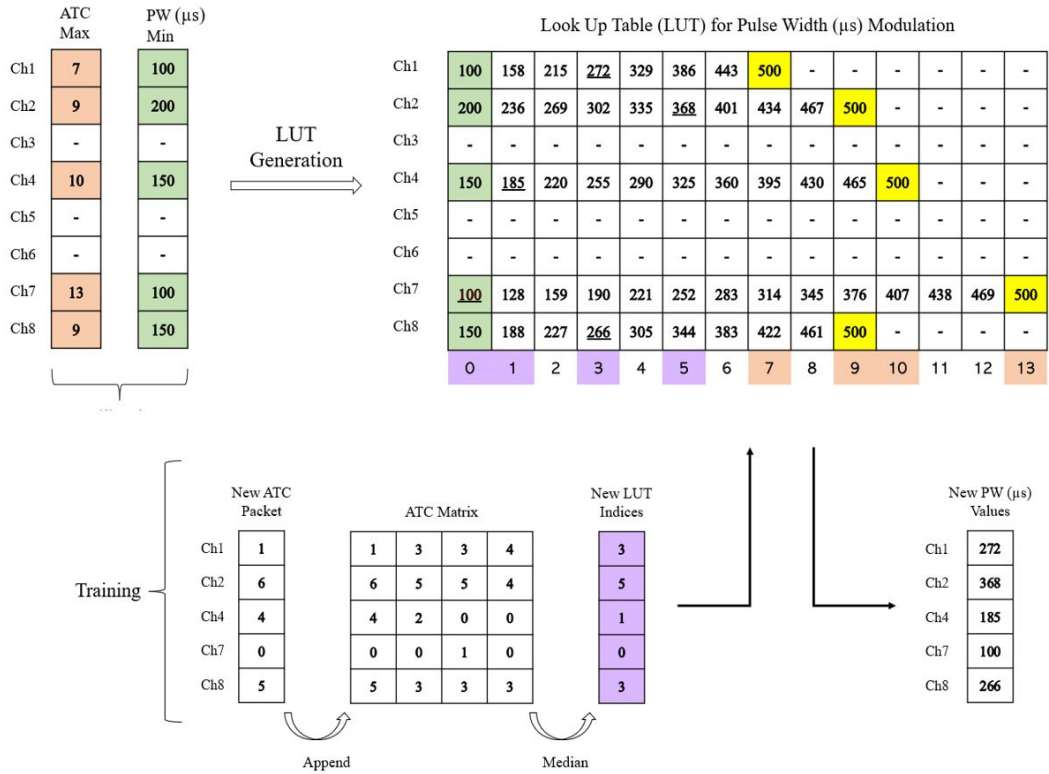 ATC PW (µs)
Max Min
Look Up Table (LUT) for Pulse Width (µs) Modulation
Ch1 7 100
Ch2 9 200
Ch3 - -
Ch4 10 150
Ch5 - -
Ch6 - -
Ch7 13 100
Ch8 9 150
LUT
Generation
Ch1 100 158 215 272 329 386 443 500 - - - - - -
Ch2 200 236 269 302 335 368 401 434 467 500 - - - -
Ch3 - - - - - - - - - - - - - -
Ch4 150 185 220 255 290 325 360 395 430 465 500 - - -
Ch5 - - - - - - - - - - - - - -
Ch6 - - - - - - - - - - - - - -
Ch7 100 128 159 190 221 252 283 314 345 376 407 438 469 500
Ch8 150 188 227 266 305 344 383 422 461 500 - - - -
0 1 2 3 4 5 6 7 8 9 10 11 12 13
Training
New ATC
Packet
Ch1 1
Ch2 6
Ch4 4
Ch7 0
Ch8 5
Append
ATC Matrix
1 3 3 4
6 5 5 4
4 2 0 0
0 0 1 0
5 3 3 3
Median
New LUT
Indices
3
5
1
0
3
New PW (µs)
Values
Ch1 272
Ch2 368
Ch4 185
Ch7 100
Ch8 266